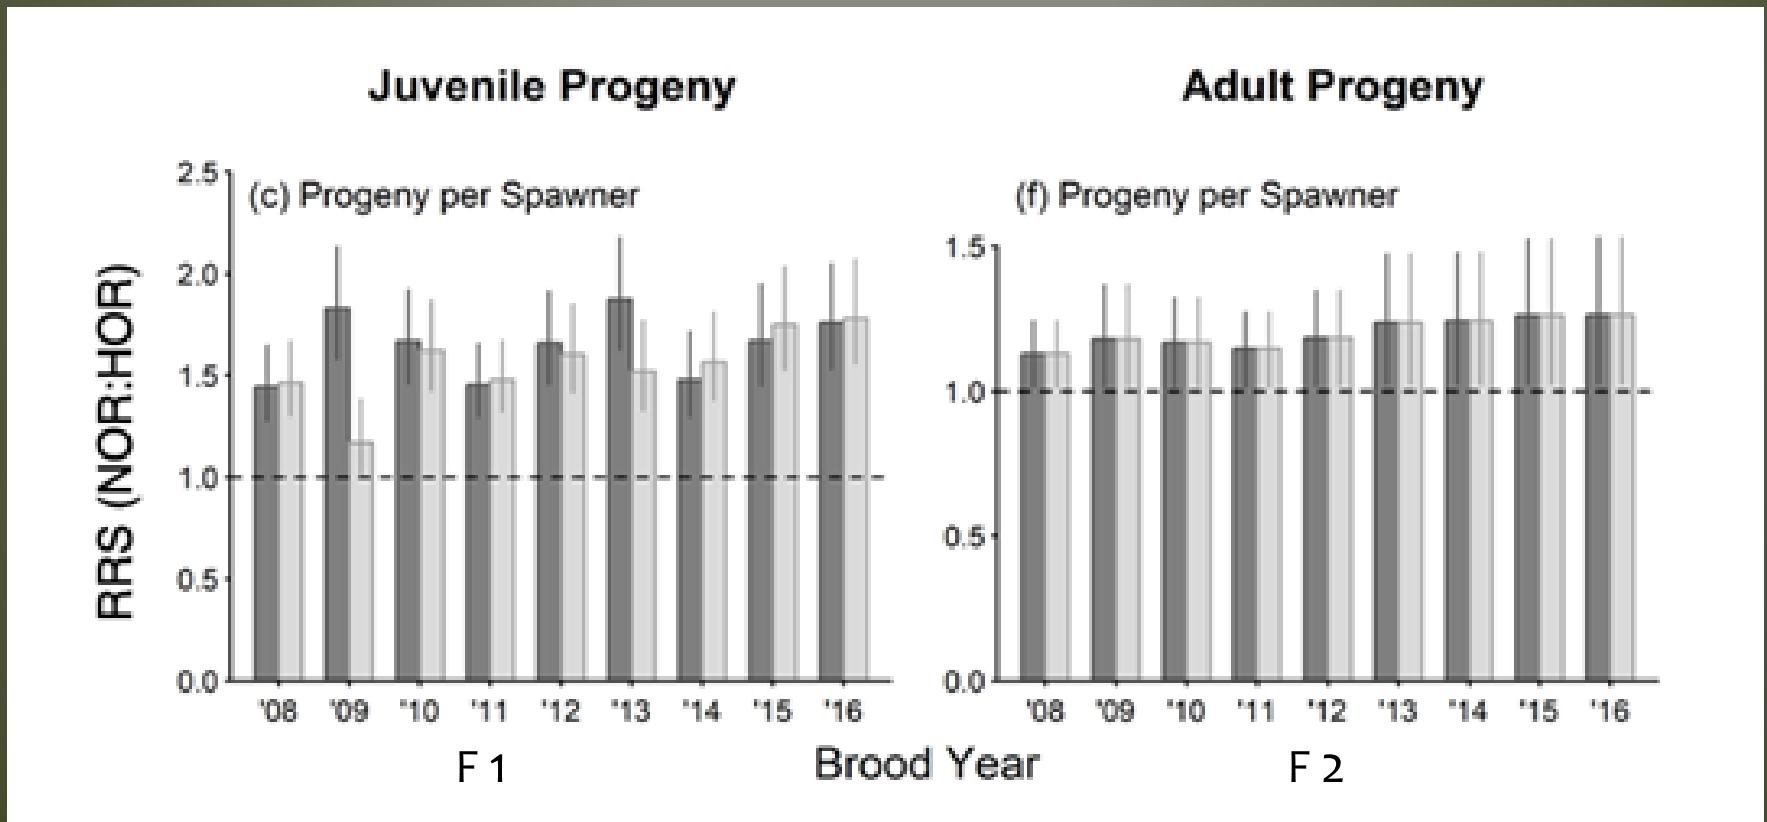 Juvenile Progeny
Adult Progeny
RRS (NOR:HOR)
(c) Progeny per Spawner
2.5
2.0
1.5
1.0
0.5
0.0
'08 '09 '10 '11 '12 '13 '14 '15 '16
(f) Progeny per Spawner
1.5
1.0
0.5
0.0
'08 '09 '10 '11 '12 '13 '14 '15 '16
F 1
Brood Year
F 2